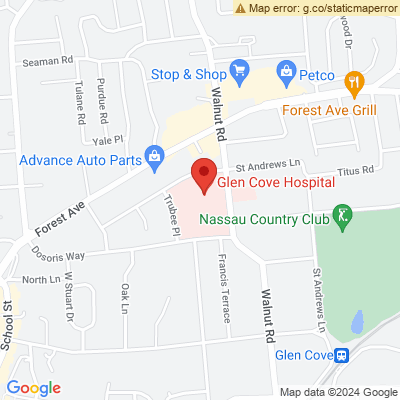 Map error: g.co/staticmaperror
wood Dr
Seaman Rd
Stop & Shop
Petco
Purdue Rd
Tulane Rd
Walnut Rd
Forest Ave Grill
Yale Pl
Advance Auto Parts
St Andrews Ln
Titus Rd
Glen Cove Hospital
Trubee Pl
Forest Ave
Nassau Country Club
Dosoris Way
North Ln
W Stuart Dr
Oak Ln
Francis Terrace
Walnut Rd
St Andrews Ln
School St
Glen Cove
Google
Map data ©2024 Google